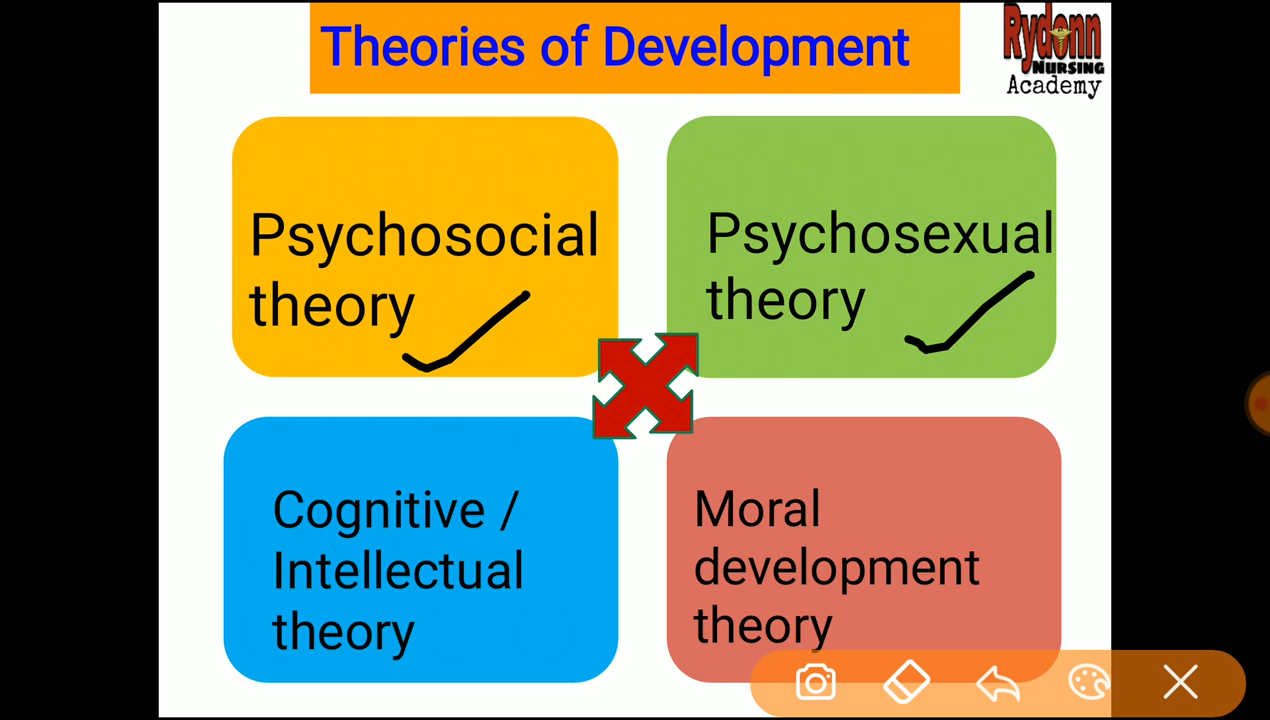 Theories of Development
Rydonn
NURSING
Academy
Psychosocial
theory
Psychosexual
theory
Cognitive /
Intellectual
theory
Moral
development
theory